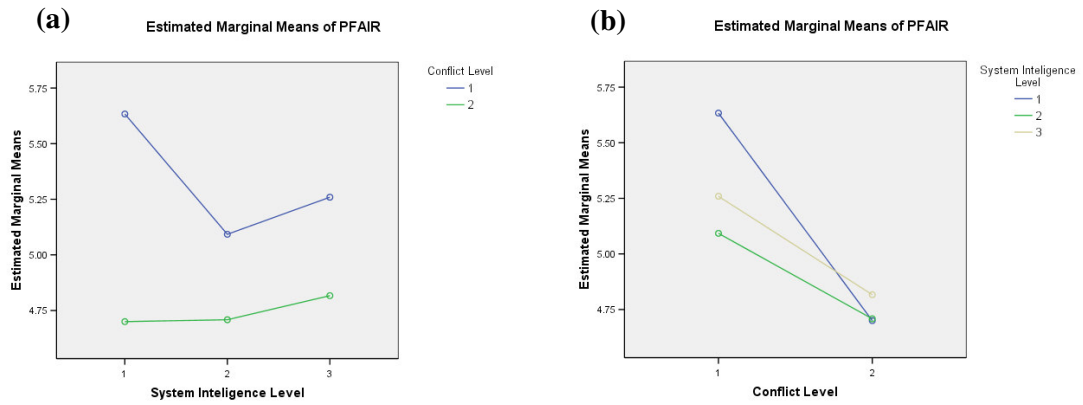 (a)
Estimated Marginal Means of PFAIR
Estimated Marginal Means
5.75
5.50
5.25
5.00
4.75
1
2
3
System Inteligence Level
Conflict Level
1
2
(b)
Estimated Marginal Means of PFAIR
Estimated Marginal Means
5.75
5.50
5.25
5.00
4.75
1
2
Conflict Level
System Inteligence
Level
1
2
3